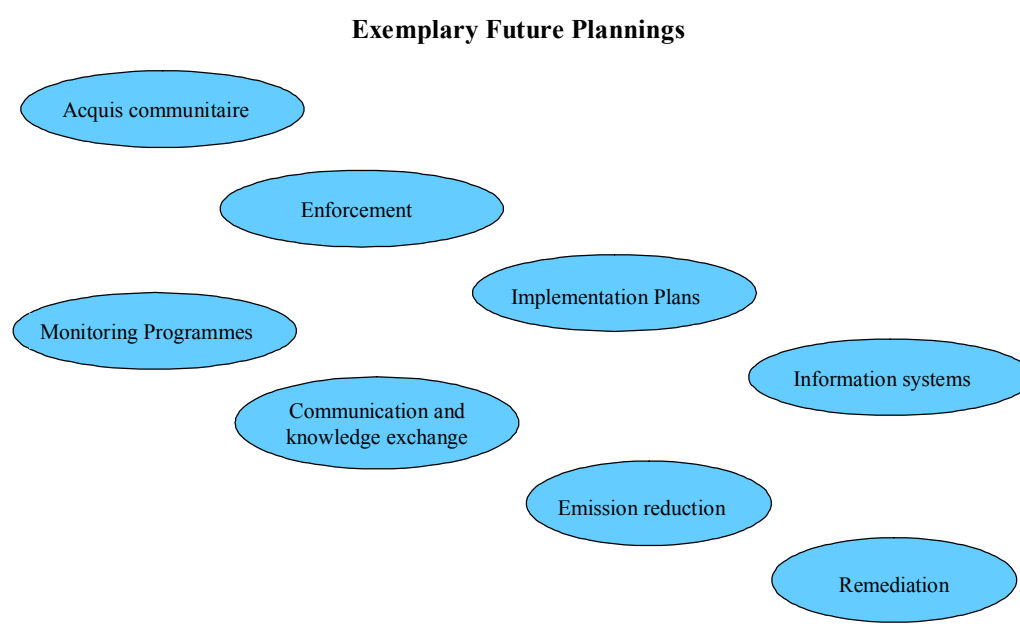 Exemplary Future Plannings
Acquis communitaire
Enforcement
Implementation Plans
Monitoring Programmes
Information systems
Communication and
knowledge exchange
Emission reduction
Remediation